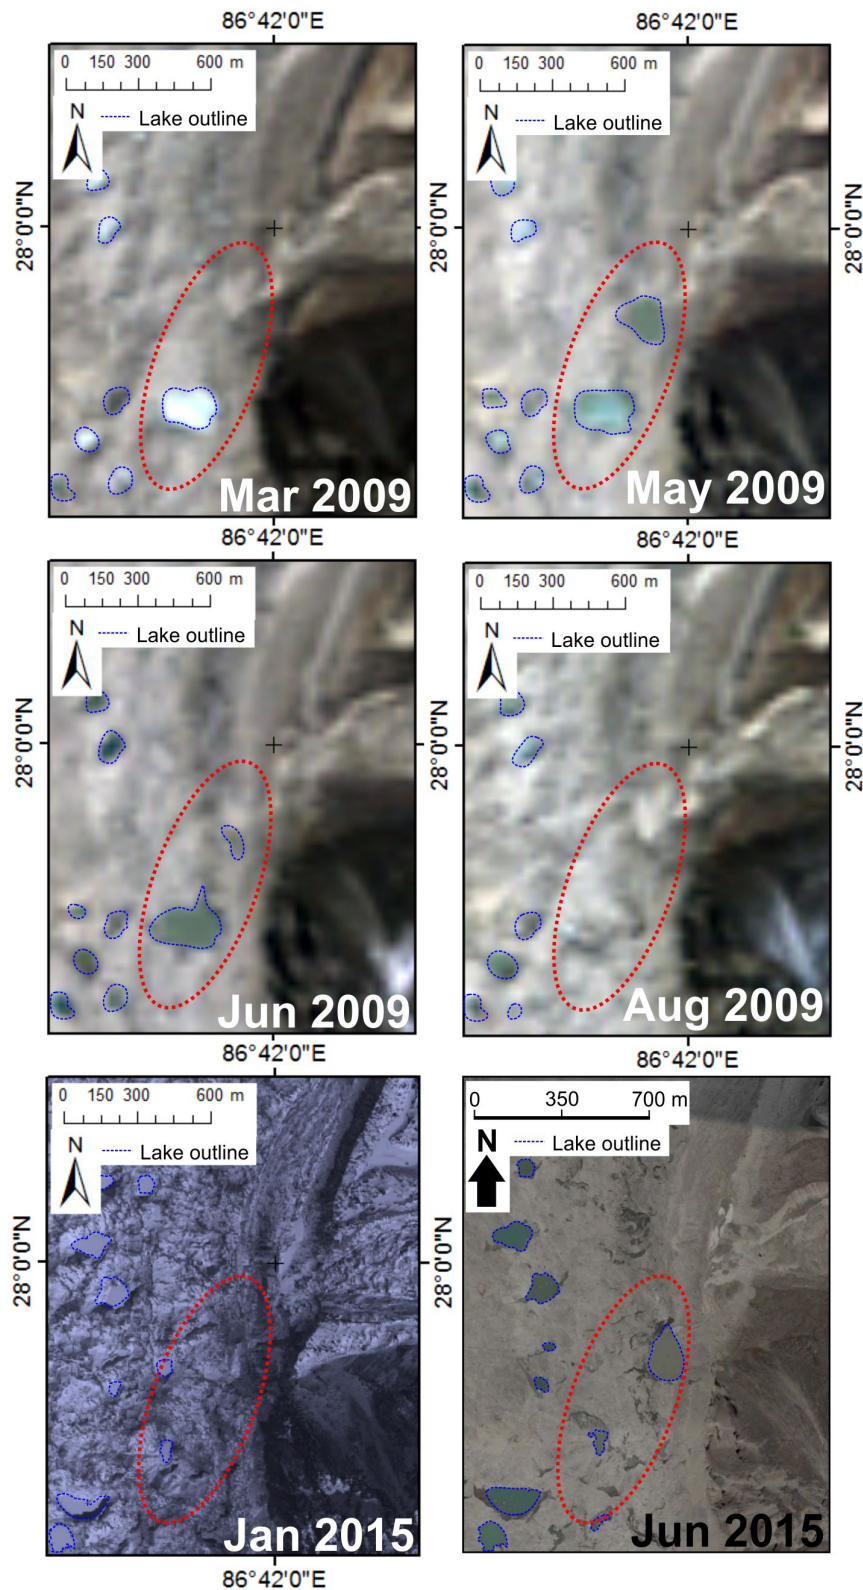 86°42'0"E 86°42'0"E
0 150 300 600 m
N
Lake outline
28°0'0"N
Mar 2009
0 150 300 600 m
N
Lake outline
28°0'0"N
May 2009
28°0'0"N
86°42'0"E 86°42'0"E
0 150 300 600 m
N
Lake outline
28°0'0"N
Jun 2009
0 150 300 600 m
N
Lake outline
28°0'0"N
Aug 2009
28°0'0"N
86°42'0"E 86°42'0"E
0 150 300 600 m
N
Lake outline
28°0'0"N
Jan 2015
28°0'0"N
0 350 700 m
N
Lake outline
Jun 2015
86°42'0"E